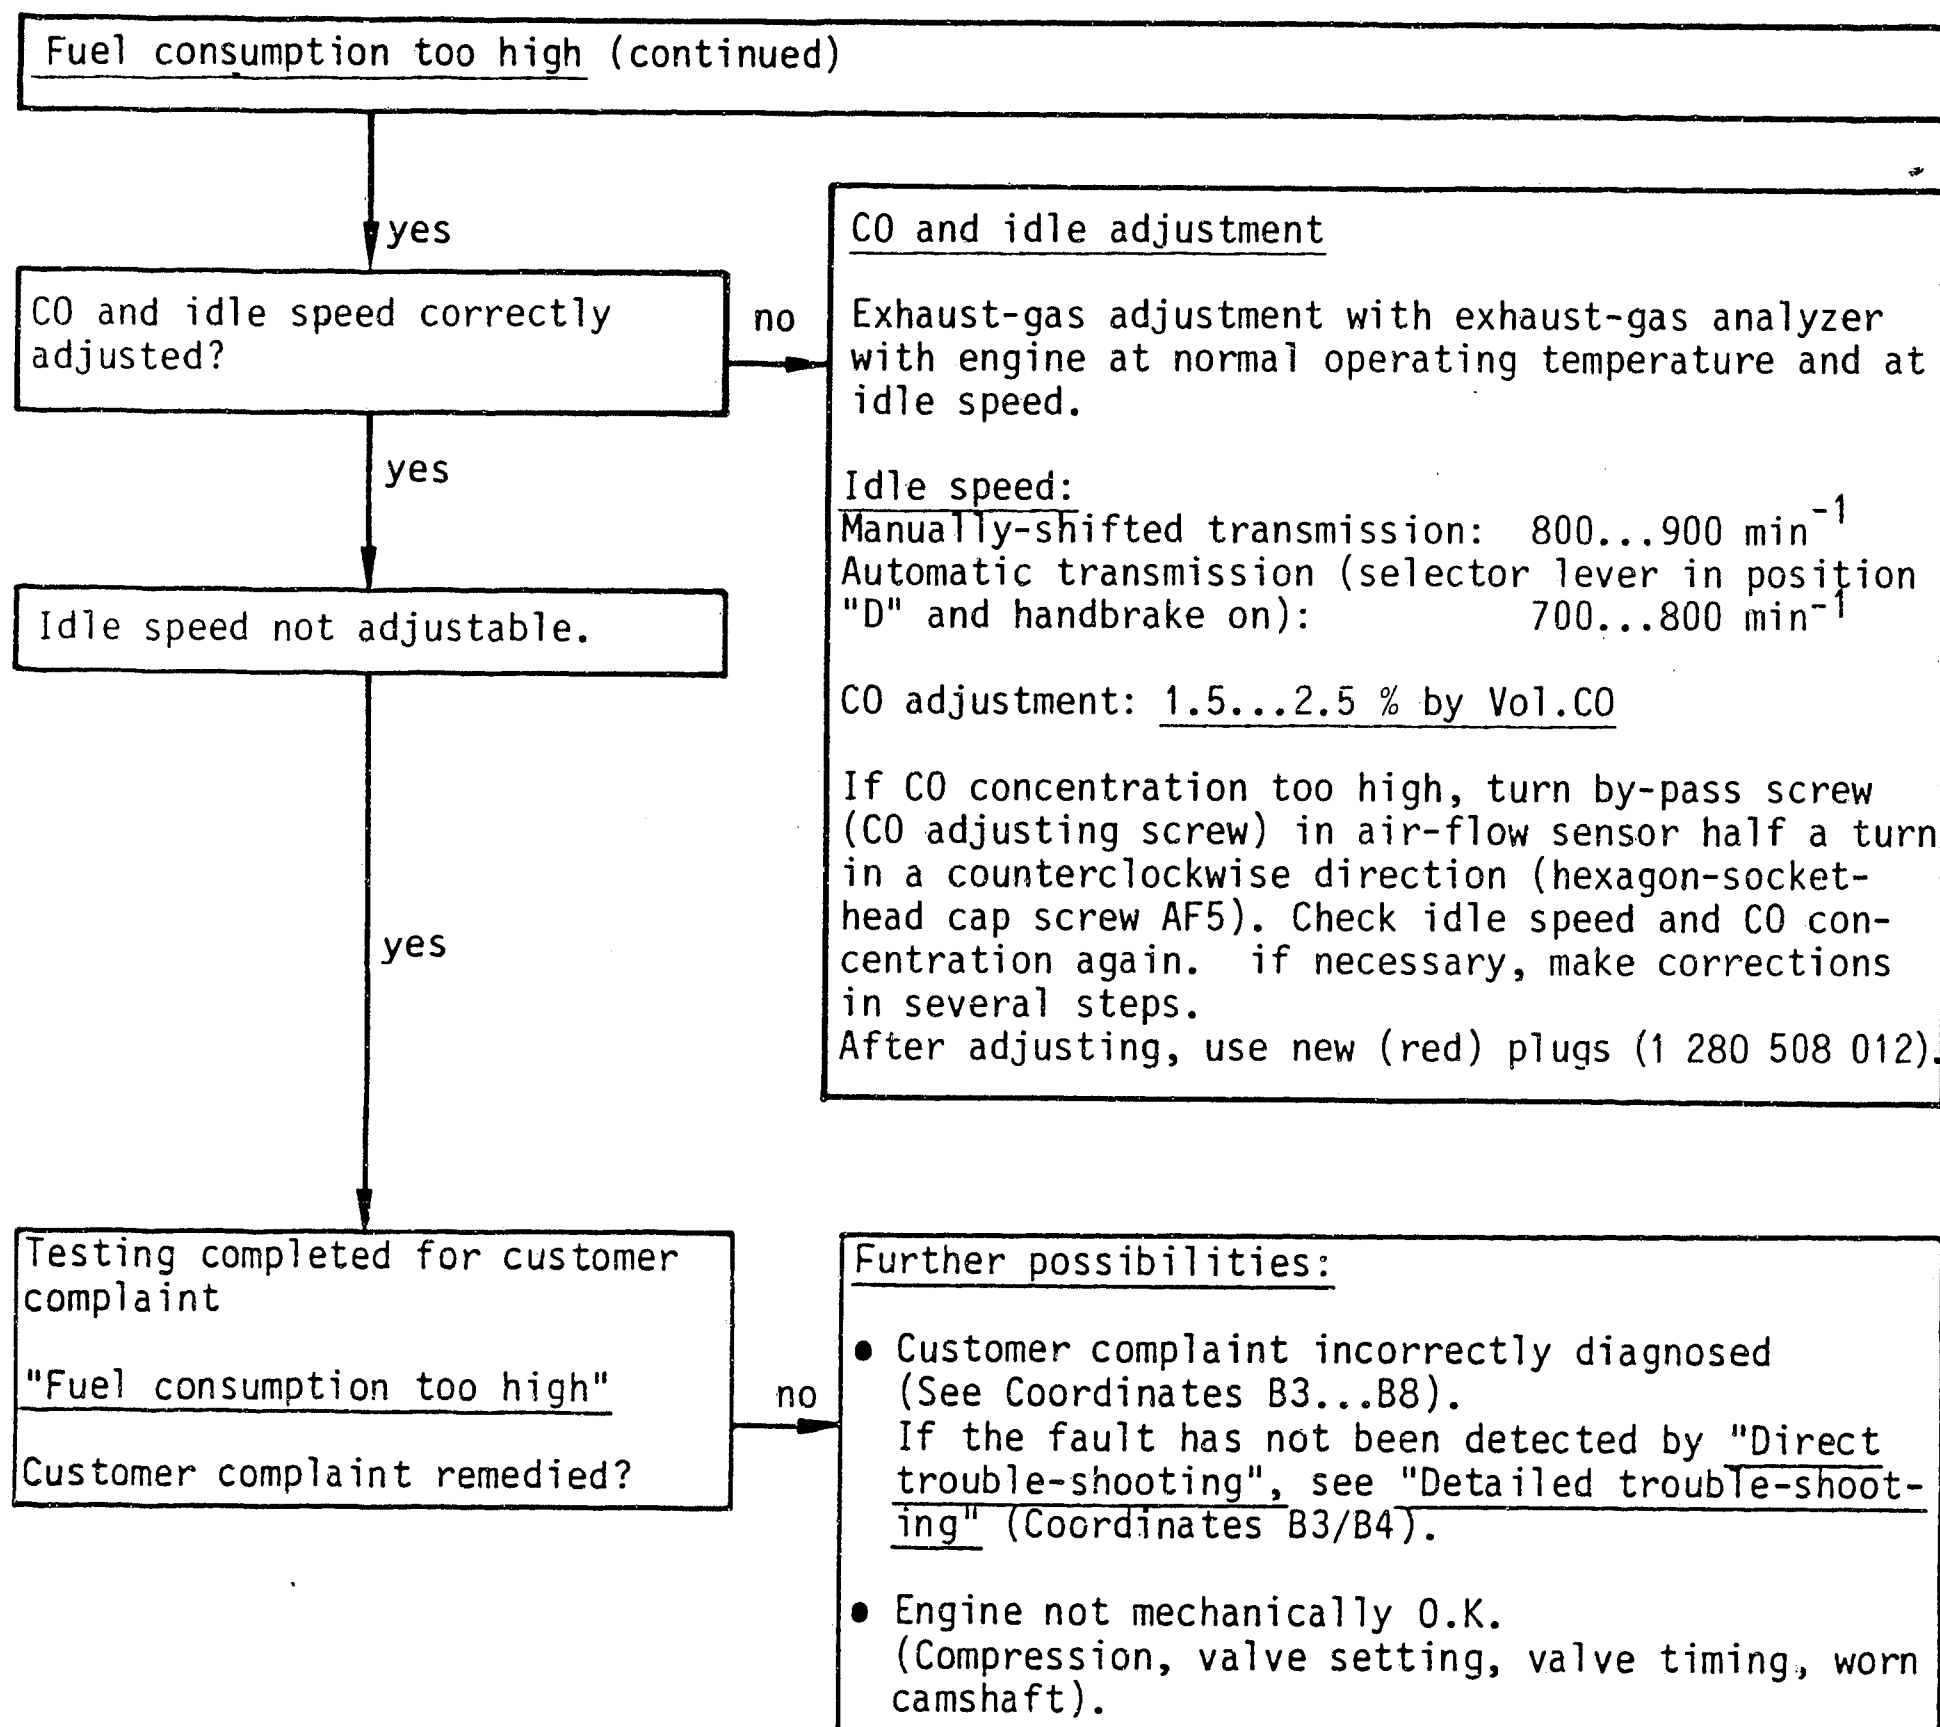 Fuel consumption too high (continued)
yes
CO and idle speed correctly
adjusted?
no
CO and idle adjustment
Exhaust-gas adjustment with exhaust-gas analyzer
with engine at normal operating temperature and at
idle speed.
Idle speed:
Manually-shifted transmission: 800...900 min⁻¹
Automatic transmission (selector lever in position
"D" and handbrake on): 700...800 min⁻¹
CO adjustment: 1.5...2.5 % by Vol.CO
If CO concentration too high, turn by-pass screw
(CO adjusting screw) in air-flow sensor half a turn
in a counterclockwise direction (hexagon-socket-
head cap screw AF5). Check idle speed and CO con-
centration again. if necessary, make corrections
in several steps.
After adjusting, use new (red) plugs (1 280 508 012).
yes
Idle speed not adjustable.
yes
Testing completed for customer
complaint
"Fuel consumption too high"
Customer complaint remedied?
no
Further possibilities:
● Customer complaint incorrectly diagnosed
(See Coordinates B3...B8).
If the fault has not been detected by "Direct
trouble-shooting", see "Detailed trouble-shoot-
ing" (Coordinates B3/B4).
● Engine not mechanically O.K.
(Compression, valve setting, valve timing, worn
camshaft).